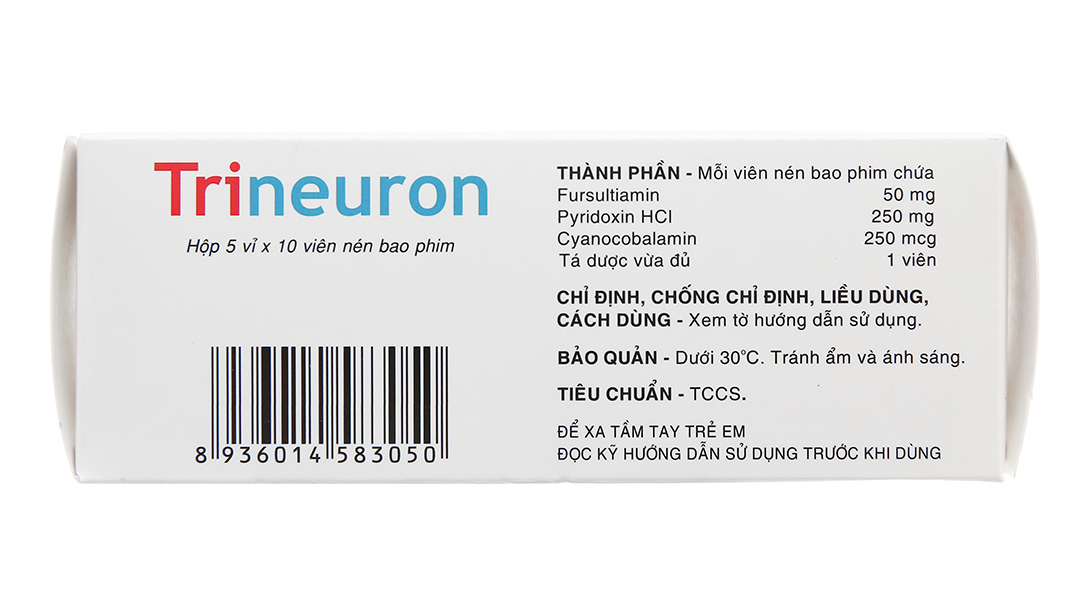 Trineuron
Hộp 5 vỉ x 10 viên nén bao phim
8 936014 583050
THÀNH PHẦN - Mỗi viên nén bao phim chứa
Fursultiamin 50 mg
Pyridoxin HCl 250 mg
Cyanocobalamin 250 mcg
Tá dược vừa đủ 1 viên
CHỈ ĐỊNH, CHỐNG CHỈ ĐỊNH, LIỀU DÙNG,
CÁCH DÙNG - Xem tờ hướng dẫn sử dụng.
BẢO QUẢN - Dưới 30°C. Tránh ẩm và ánh sáng.
TIÊU CHUẨN - TCCS.
ĐỂ XA TẦM TAY TRẺ EM
ĐỌC KỸ HƯỚNG DẪN SỬ DỤNG TRƯỚC KHI DÙNG